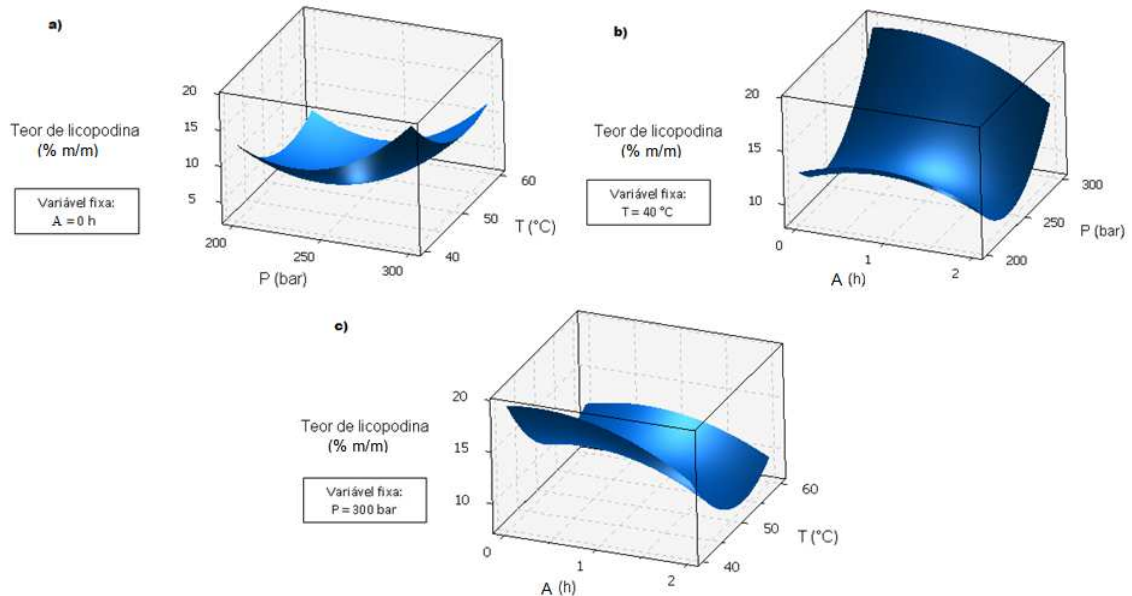 a)
Teor de licopodina
(% m/m)
Variável fixa:
A = 0 h
20
15
10
5
200
250
300
P (bar)
40
50
60
T (°C)
b)
Teor de licopodina
(% m/m)
Variável fixa:
T = 40 °C
20
15
10
0
1
2
A (h)
200
250
300
P (bar)
c)
Teor de licopodina
(% m/m)
Variável fixa:
P = 300 bar
20
15
10
0
1
2
A (h)
40
50
60
T (°C)